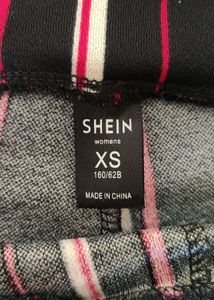 SHEIN
womens
XS
160/62B
MADE IN CHINA